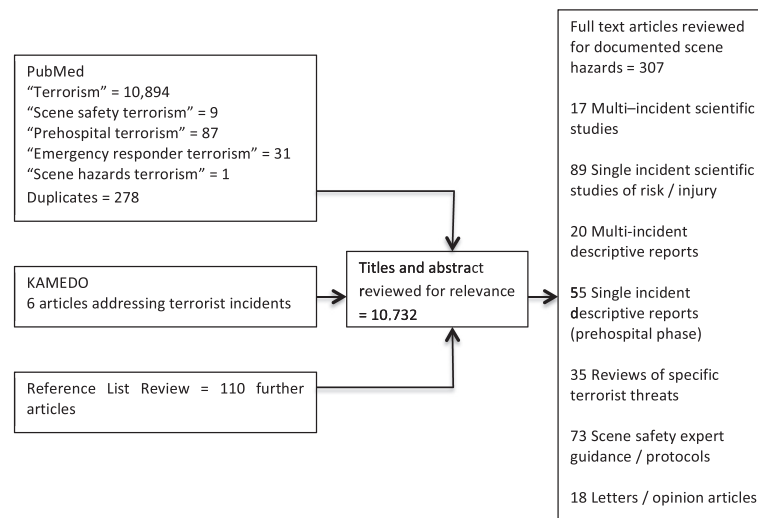 PubMed
“Terrorism” = 10,894
“Scene safety terrorism” = 9
“Prehospital terrorism” = 87
“Emergency responder terrorism” = 31
“Scene hazards terrorism” = 1
Duplicates = 278
KAMEDO
6 articles addressing terrorist incidents
Reference List Review = 110 further
articles
Titles and abstract
reviewed for relevance
= 10.732
Full text articles reviewed
for documented scene
hazards = 307
17 Multi–incident scientific
studies
89 Single incident scientific
studies of risk / injury
20 Multi-incident
descriptive reports
55 Single incident
descriptive reports
(prehospital phase)
35 Reviews of specific
terrorist threats
73 Scene safety expert
guidance / protocols
18 Letters / opinion articles